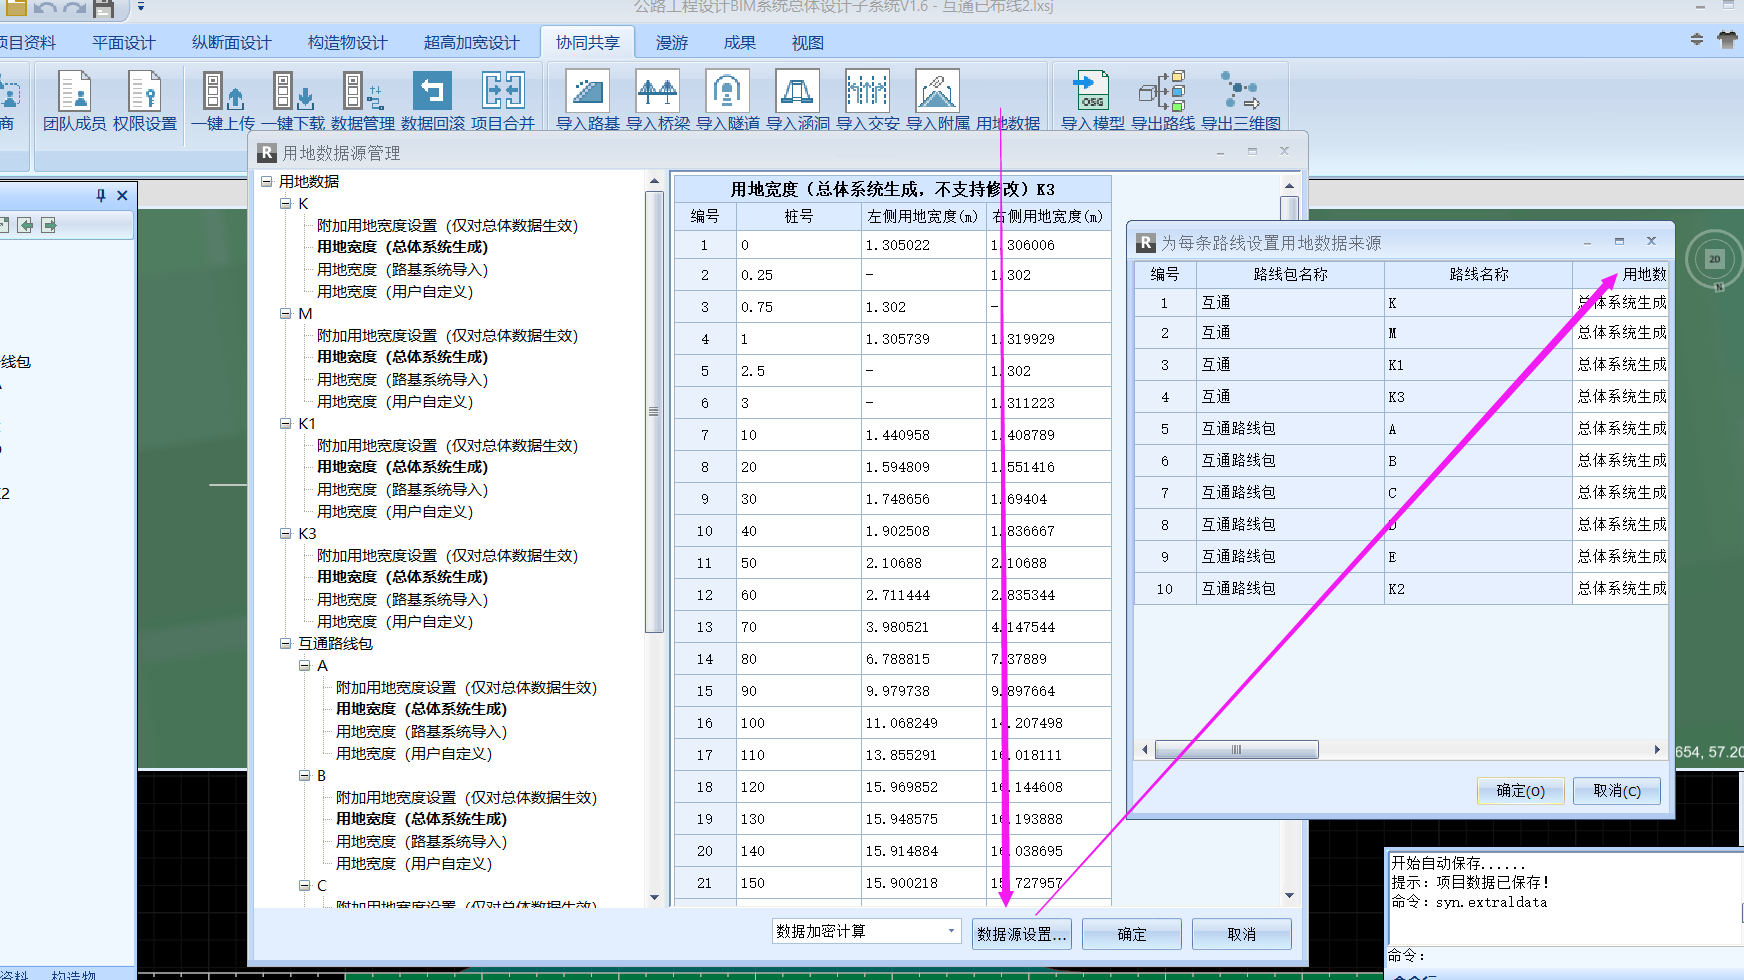 公路工程设计BIM系统总体设计子系统V1.6 - 互通已布线2.lxsj
项目资料 平面设计 纵断面设计 构造物设计 超高加宽设计 协同共享 漫游 成果 视图
商 团队成员 权限设置 一键上传 一键下载 数据管理 数据回滚 项目合并 导入路基 导入桥梁 导入隧道 导入涵洞 导入交安 导入附属 用地数据 导入模型 导出路线 导出三维图
OSG
用地数据源管理
用地数据
K
附加用地宽度设置（仅对总体数据生效）
用地宽度（总体系统生成）
用地宽度（路基系统导入）
用地宽度（用户自定义）
M
附加用地宽度设置（仅对总体数据生效）
用地宽度（总体系统生成）
用地宽度（路基系统导入）
用地宽度（用户自定义）
K1
附加用地宽度设置（仅对总体数据生效）
用地宽度（总体系统生成）
用地宽度（路基系统导入）
用地宽度（用户自定义）
K3
附加用地宽度设置（仅对总体数据生效）
用地宽度（总体系统生成）
用地宽度（路基系统导入）
用地宽度（用户自定义）
互通路线包
A
附加用地宽度设置（仅对总体数据生效）
用地宽度（总体系统生成）
用地宽度（路基系统导入）
用地宽度（用户自定义）
B
附加用地宽度设置（仅对总体数据生效）
用地宽度（总体系统生成）
用地宽度（路基系统导入）
用地宽度（用户自定义）
C
附加用地宽度设置（仅对总体数据生效）
用地宽度（总体系统生成，不支持修改）K3
编号 桩号 左侧用地宽度(m) 右侧用地宽度(m)
1 0 1.305022 1.306006
2 0.25 - 1.302
3 0.75 1.302 -
4 1 1.305739 1.319929
5 2.5 - 1.302
6 3 - 1.311223
7 10 1.440958 1.408789
8 20 1.594809 1.551416
9 30 1.748656 1.69404
10 40 1.902508 1.836667
11 50 2.10688 2.10688
12 60 2.711444 2.835344
13 70 3.980521 4.147544
14 80 6.788815 7.37889
15 90 9.979738 9.897664
16 100 11.068249 14.207498
17 110 13.855291 16.018111
18 120 15.969852 16.144608
19 130 15.948575 16.193888
20 140 15.914884 16.038695
21 150 15.900218 15.727957
数据加密计算 数据源设置... 确定 取消
为每条路线设置用地数据来源
编号 路线包名称 路线名称 用地数
1 互通 K 总体系统生成
2 互通 M 总体系统生成
3 互通 K1 总体系统生成
4 互通 K3 总体系统生成
5 互通路线包 A 总体系统生成
6 互通路线包 B 总体系统生成
7 互通路线包 C 总体系统生成
8 互通路线包 D 总体系统生成
9 互通路线包 E 总体系统生成
10 互通路线包 K2 总体系统生成
确定(O) 取消(C)
2D
N
654, 57.20
线包
2
开始自动保存......
提示：项目数据已保存！
命令：syn.extraldata
命令：
资料 构造物